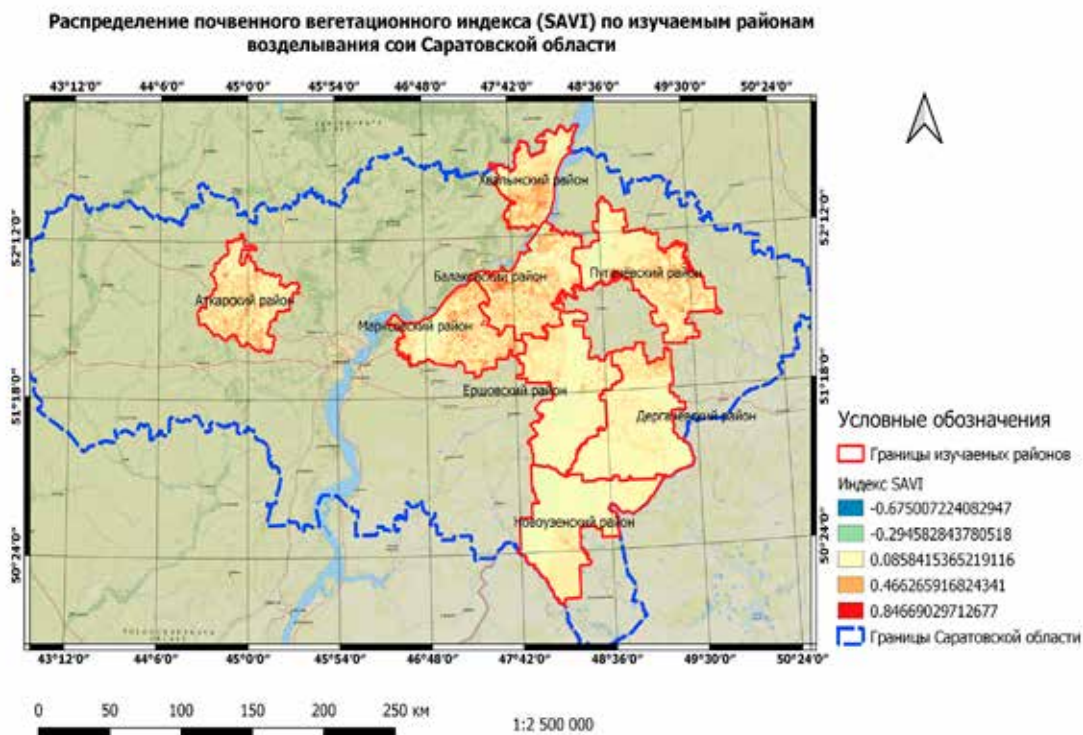 Распределение почвенного вегетационного индекса (SAVI) по изучаемым районам
возделывания сои Саратовской области
43°12'0" 44°6'0" 45°0'0" 45°54'0" 46°48'0" 47°42'0" 48°36'0" 49°30'0" 50°24'0"
Хвалынский район
52°12'0"
52°12'0"
Балаковский район
Пугачёвский район
Аткарский район
Марксовский район
51°18'0"
51°18'0"
Ершовский район
Дергачёвский район
Новоузенский район
50°24'0"
50°24'0"
43°12'0" 44°6'0" 45°0'0" 45°54'0" 46°48'0" 47°42'0" 48°36'0" 49°30'0" 50°24'0"
Условные обозначения
Границы изучаемых районов
Индекс SAVI
-0.675007224082947
-0.294582843780518
0.0858415365219116
0.466265916824341
0.84669029712677
Границы Саратовской области
0 50 100 150 200 250 км
1:2 500 000